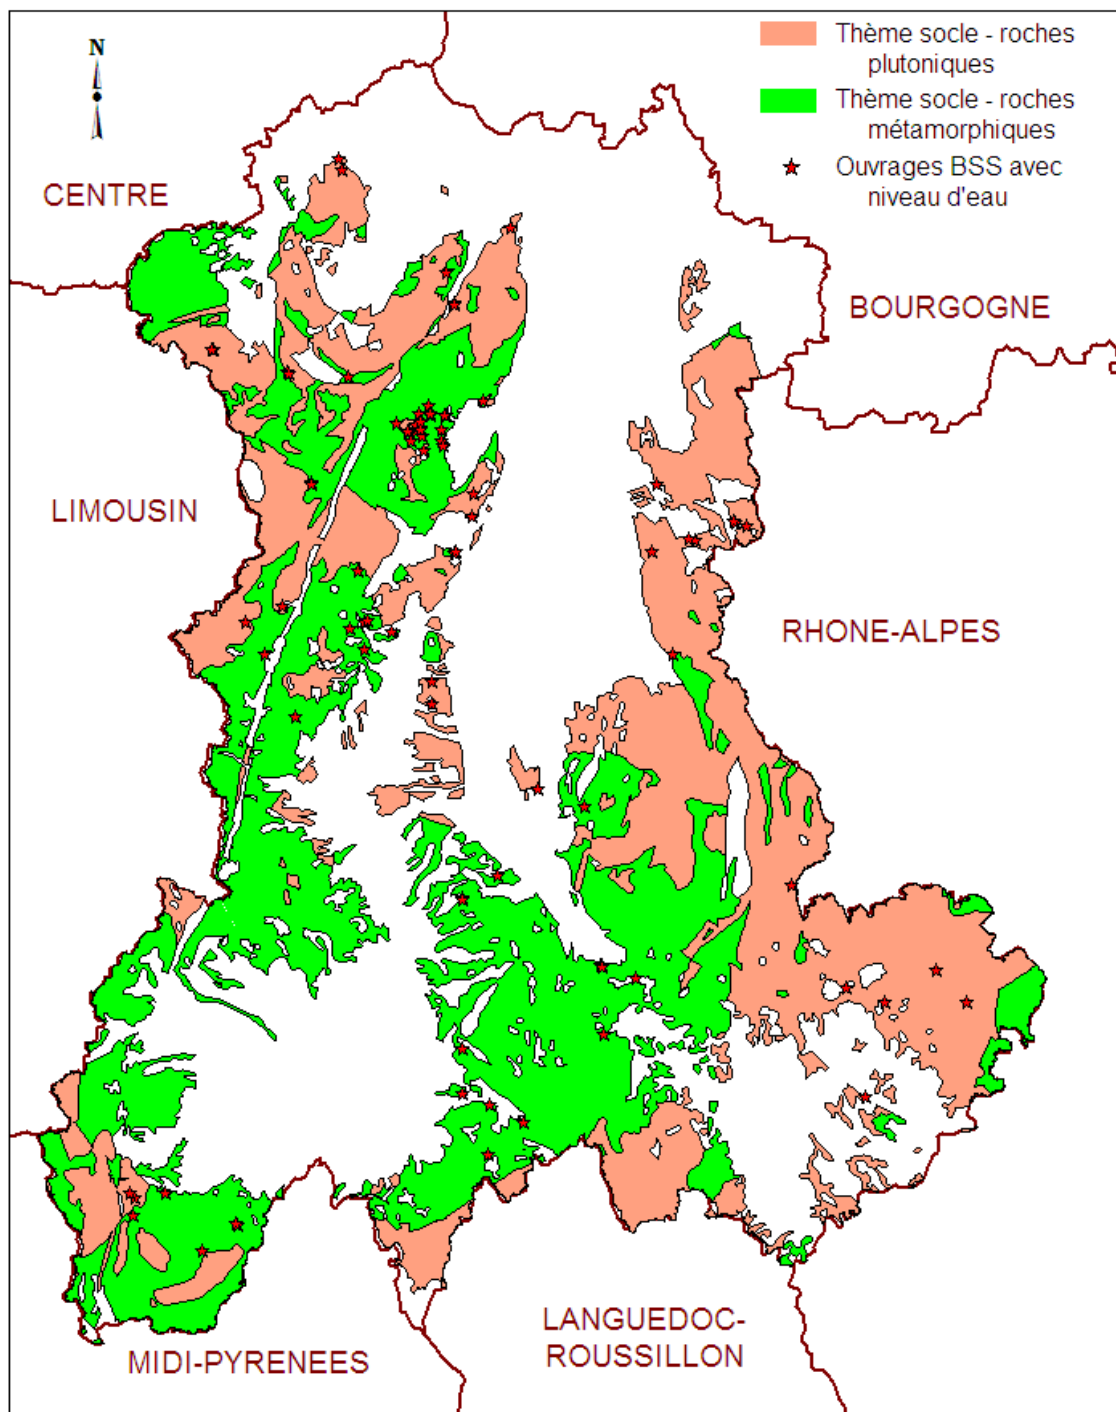 Thème socle - roches
plutoniques
Thème socle - roches
métamorphiques
Ouvrages BSS avec
niveau d'eau
N
CENTRE
BOURGOGNE
LIMOUSIN
RHONE-ALPES
LANGUEDOC-
ROUSSILLON
MIDI-PYRENEES